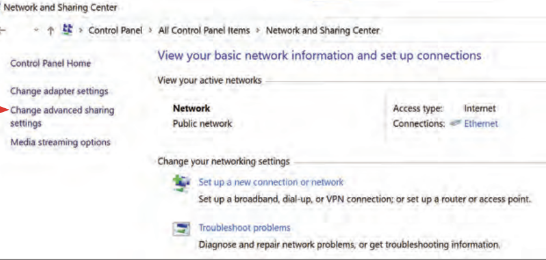 Network and Sharing Center
Control Panel > All Control Panel Items > Network and Sharing Center
Control Panel Home
Change adapter settings
Change advanced sharing
settings
Media streaming options
View your basic network information and set up connections
View your active networks
Network
Public network
Access type: Internet
Connections: Ethernet
Change your networking settings
Set up a new connection or network
Set up a broadband, dial-up, or VPN connection; or set up a router or access point.
Troubleshoot problems
Diagnose and repair network problems, or get troubleshooting information.